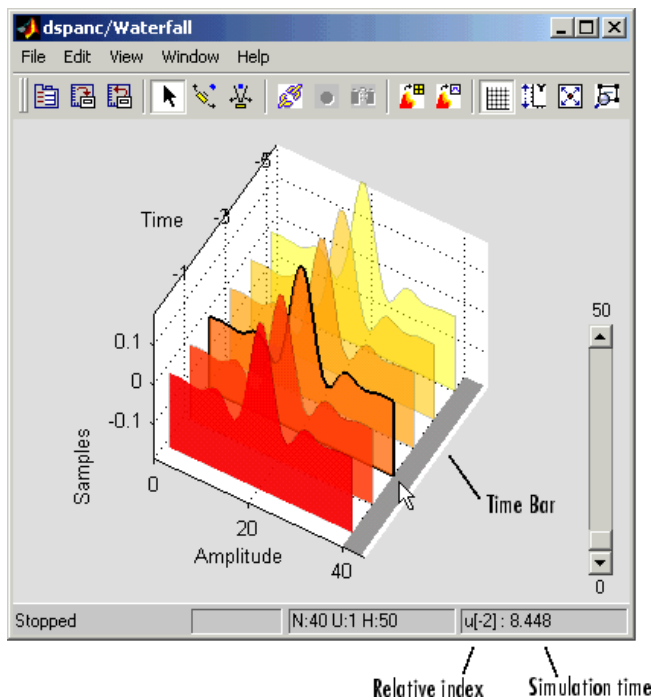 dspanc/Waterfall
File Edit View Window Help
-5
-3
Time
-1
50
0.1
0
-0.1
Samples
0
20
40
Amplitude
Time Bar
0
Stopped
N:40 U:1 H:50
u[-2] : 8.448
Relative index
Simulation time